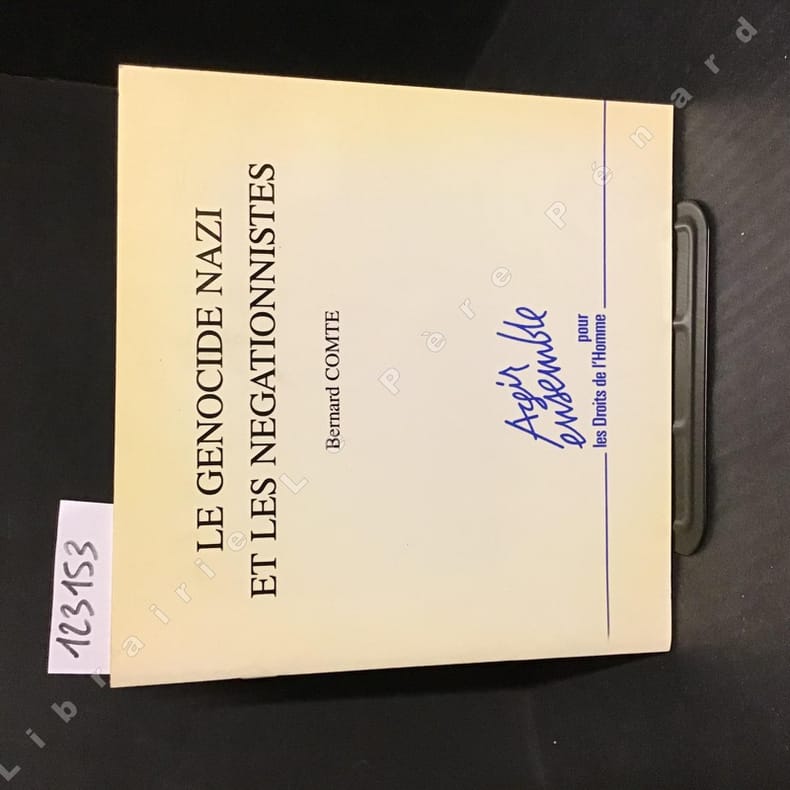 LE GENOCIDE NAZI
ET LES NEGATIONNISTES
Bernard COMTE
Agir
ensemble
pour
les Droits de l'Homme
123153
Librairie Le Père Pénard